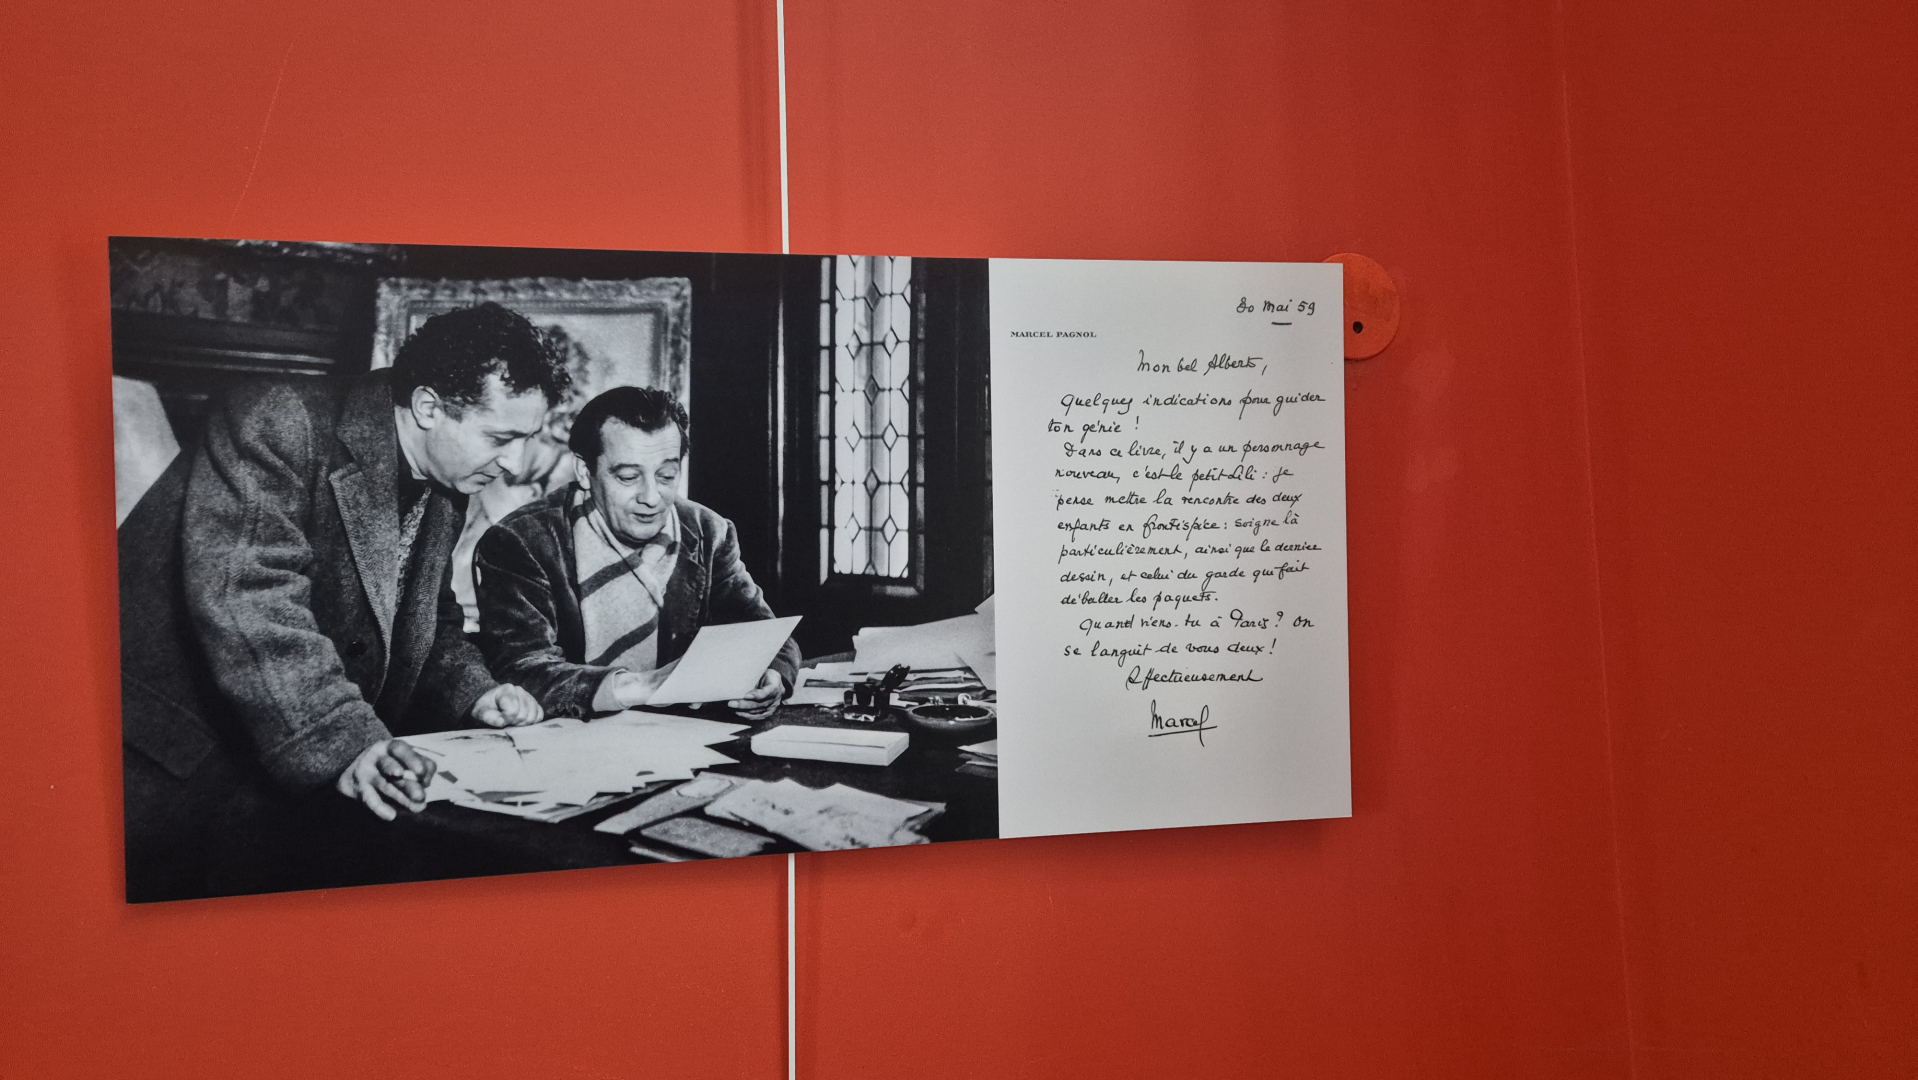 20 Mai 59
MARCEL PAGNOL
Mon bel Alberts,
Quelques indications pour guider
ton génie !
Dans ce livre, il y a un personnage
nouveau, c'est le petit Lili : je
pense mettre la rencontre des deux
enfants en frontispice : soigne là
particulièrement, ainsi que le dernier
dessin, et celui du garde qui fait
déballer les paquets.
Quand viens-tu à Paris ? On
se languit de vous deux !
Affectueusement
Marcel